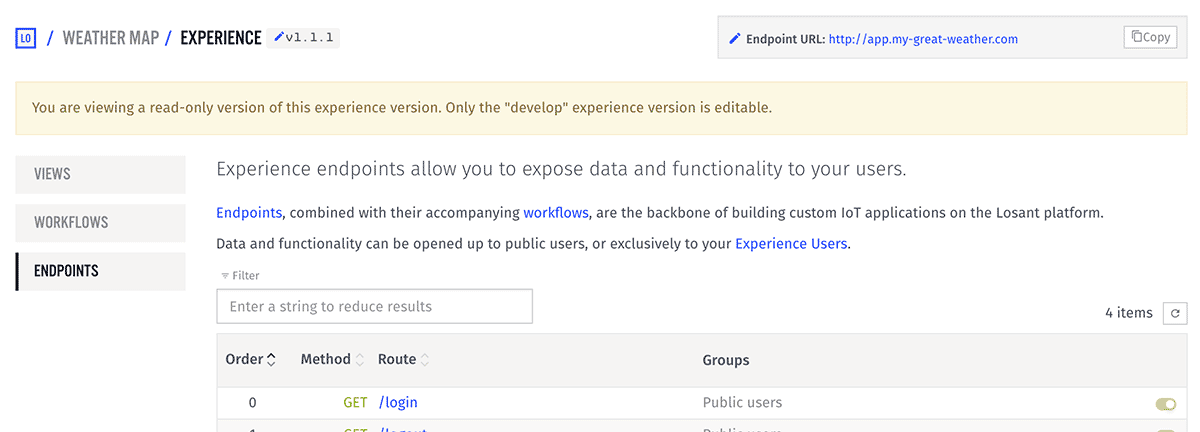 LO / WEATHER MAP / EXPERIENCE v1.1.1
Endpoint URL: http://app.my-great-weather.com Copy
You are viewing a read-only version of this experience version. Only the "develop" experience version is editable.
VIEWS
WORKFLOWS
ENDPOINTS
Experience endpoints allow you to expose data and functionality to your users.
Endpoints, combined with their accompanying workflows, are the backbone of building custom IoT applications on the Losant platform.
Data and functionality can be opened up to public users, or exclusively to your Experience Users.
Filter
Enter a string to reduce results
4 items
Order Method Route Groups
0 GET /login Public users